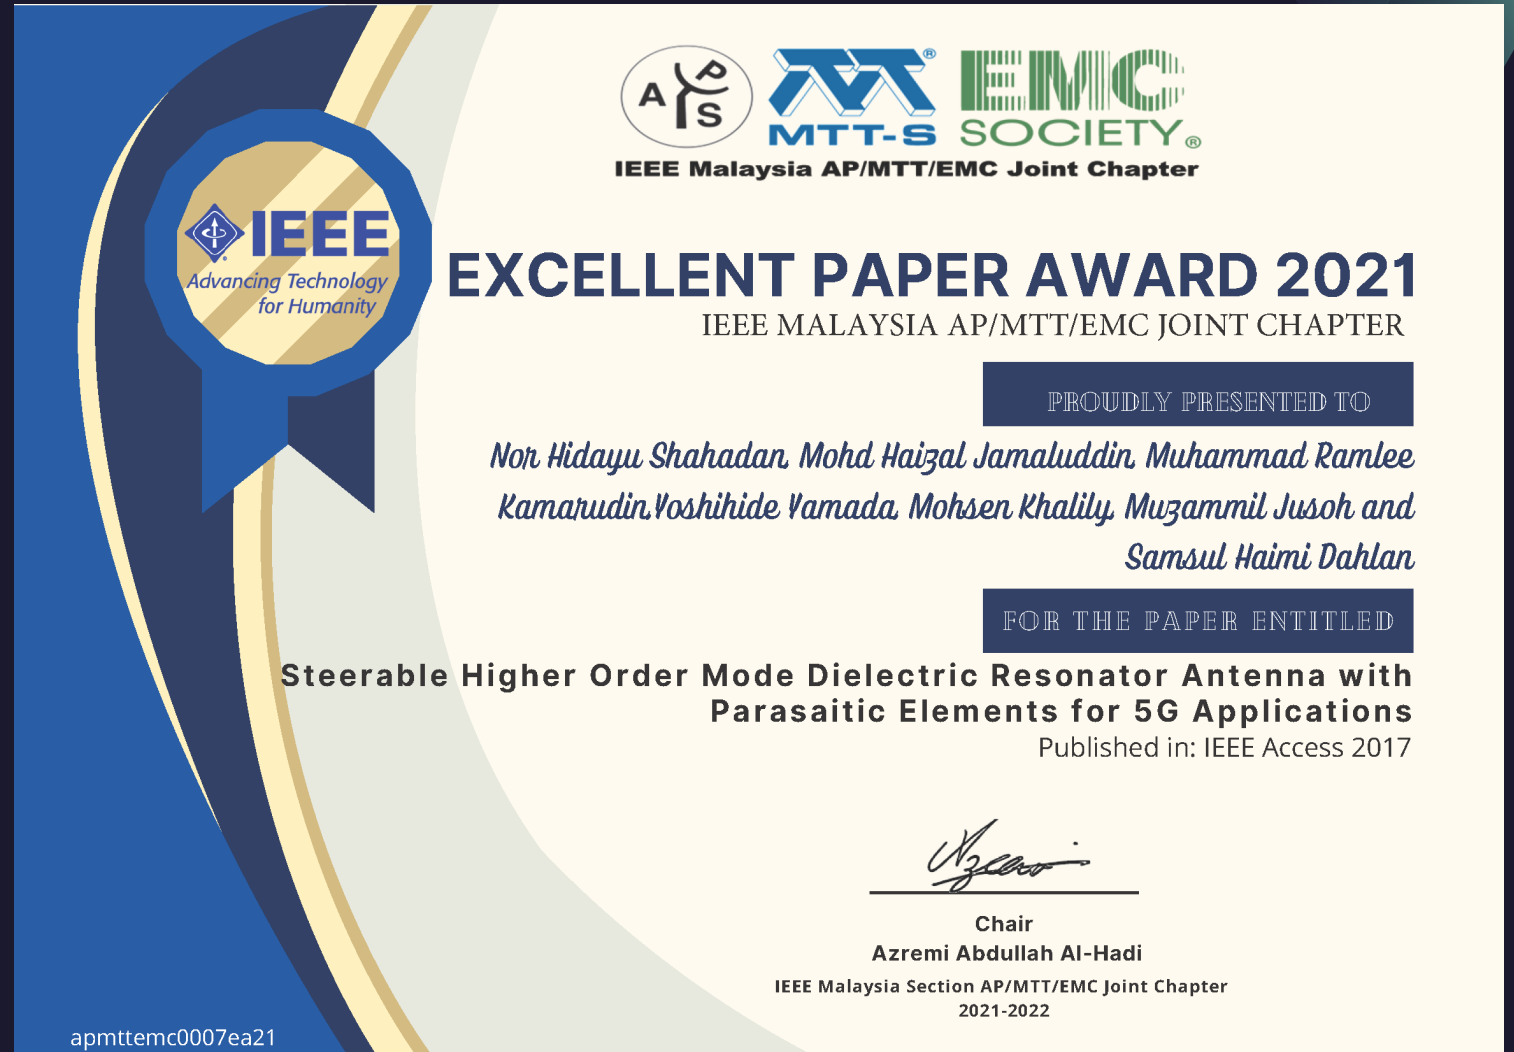 A P S
MTT-S
EMC
SOCIETY®
IEEE Malaysia AP/MTT/EMC Joint Chapter
IEEE
Advancing Technology
for Humanity
EXCELLENT PAPER AWARD 2021
IEEE MALAYSIA AP/MTT/EMC JOINT CHAPTER
PROUDLY PRESENTED TO
Nor Hidayu Shahadan, Mohd Haizal Jamaluddin, Muhammad Ramlee
Kamarudin,Yoshihide Yamada, Mohsen Khalily, Muzammil Jusoh and
Samsul Haimi Dahlan
FOR THE PAPER ENTITLED
Steerable Higher Order Mode Dielectric Resonator Antenna with
Parasaitic Elements for 5G Applications
Published in: IEEE Access 2017
Chair
Azremi Abdullah Al-Hadi
IEEE Malaysia Section AP/MTT/EMC Joint Chapter
2021-2022
apmttemc0007ea21